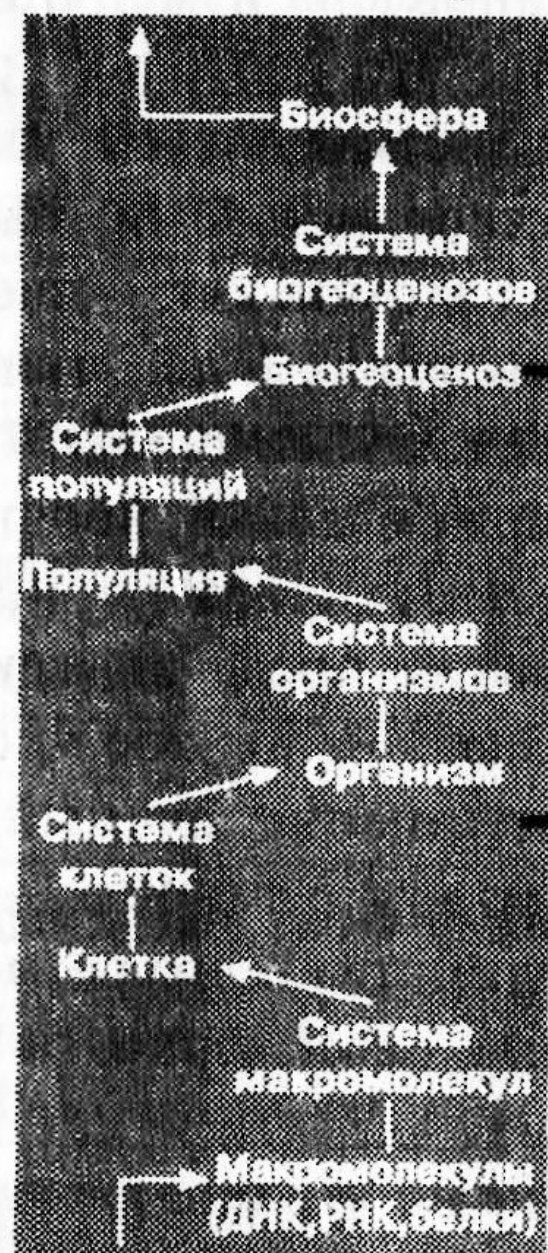 Биосфера
Система
биогеоценозов
Биогеоценоз
Система
популяций
Популяция
Система
организмов
Организм
Система
клеток
Клетка
Система
макромолекул
Макромолекулы
(ДНК,РНК,белки)